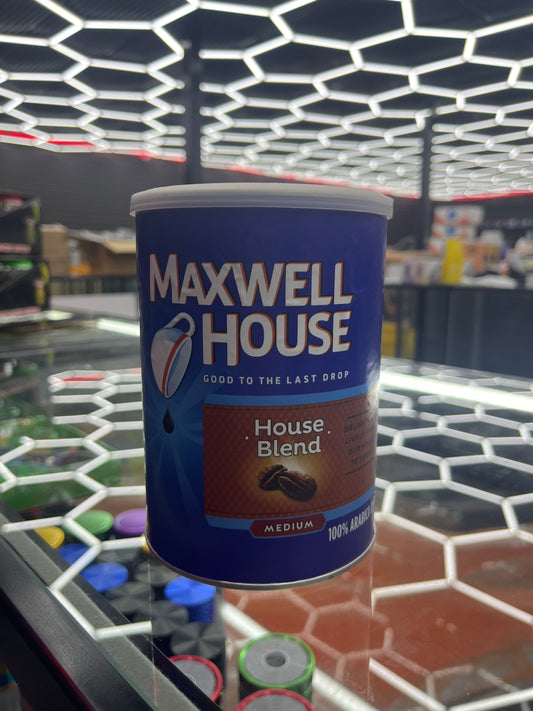 MAXWELL
HOUSE
GOOD TO THE LAST DROP
House
Blend
MEDIUM
100% ARABICA